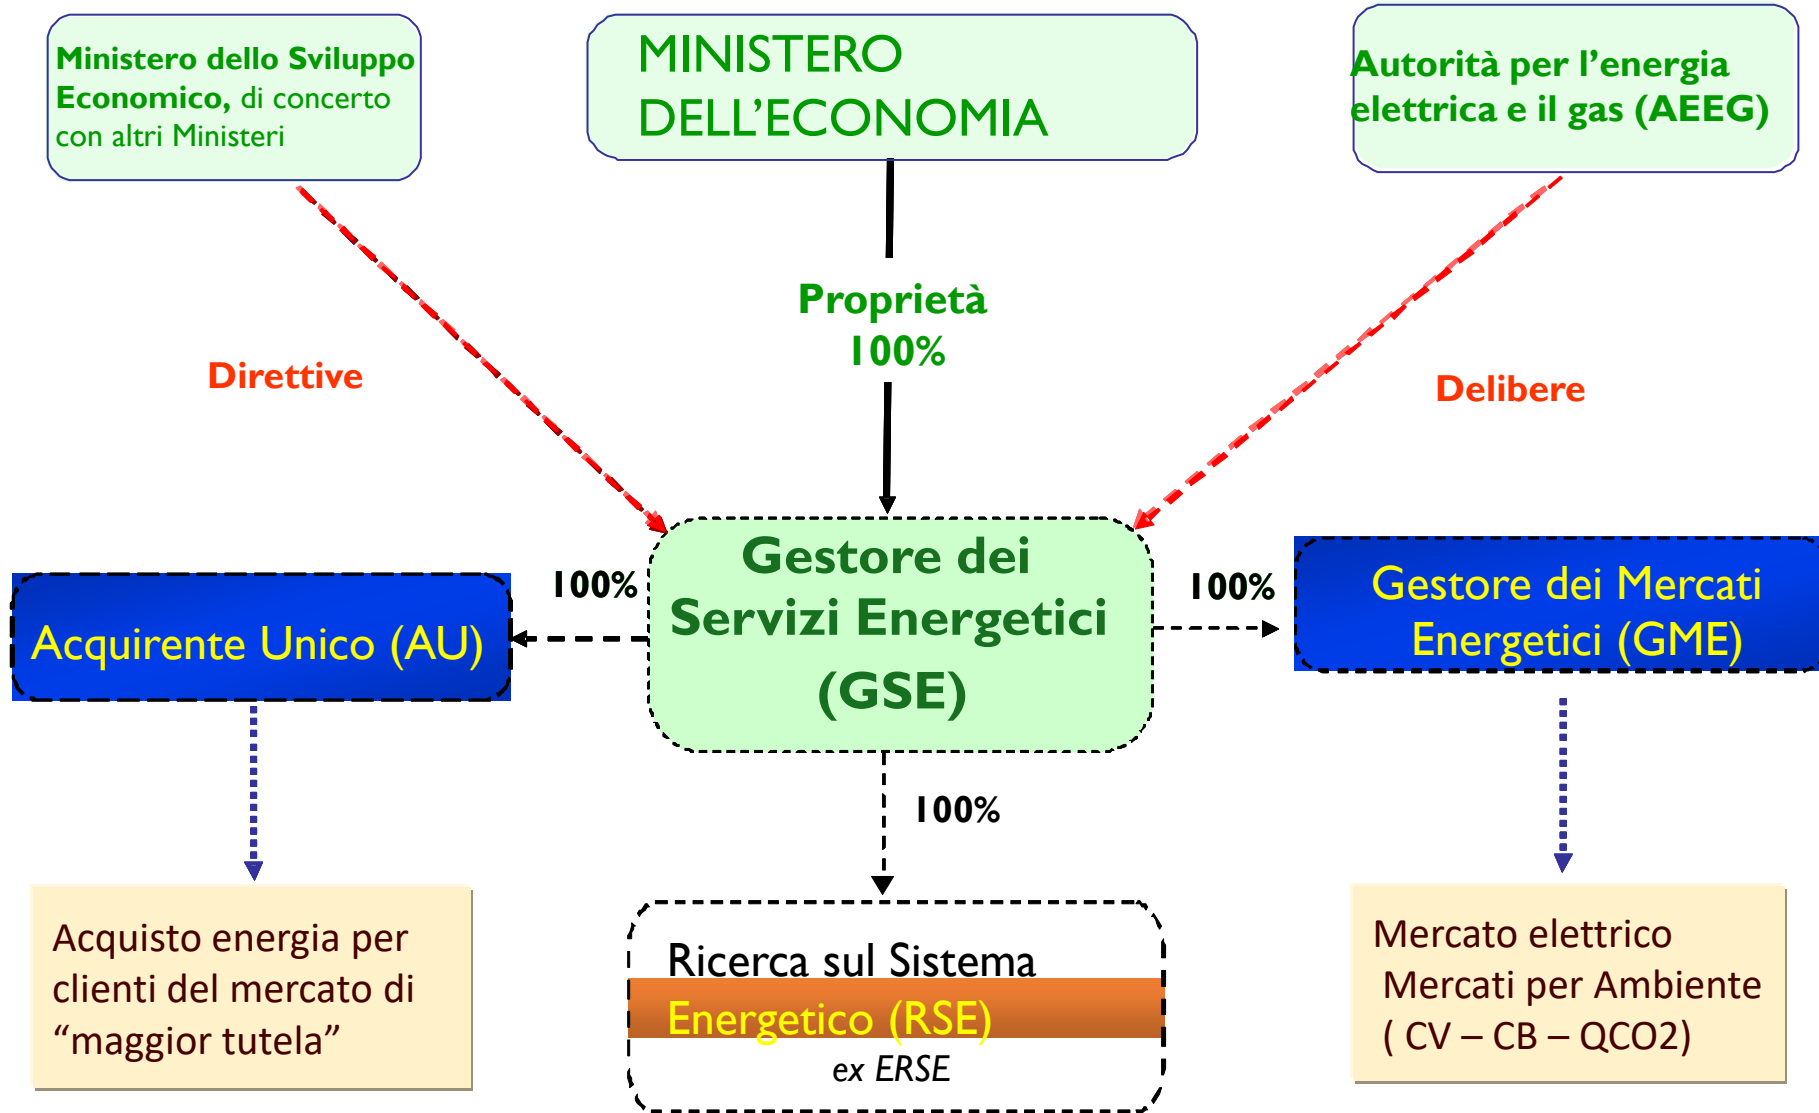 Ministero dello Sviluppo
Economico, di concerto
con altri Ministeri
MINISTERO
DELL’ECONOMIA
Autorità per l’energia
elettrica e il gas (AEEG)
Proprietà
100%
Direttive
Delibere
Gestore dei
Servizi Energetici
(GSE)
100%
100%
Acquirente Unico (AU)
Gestore dei Mercati
Energetici (GME)
100%
Acquisto energia per
clienti del mercato di
“maggior tutela”
Ricerca sul Sistema
Energetico (RSE)
ex ERSE
Mercato elettrico
Mercati per Ambiente
( CV – CB – QCO2)